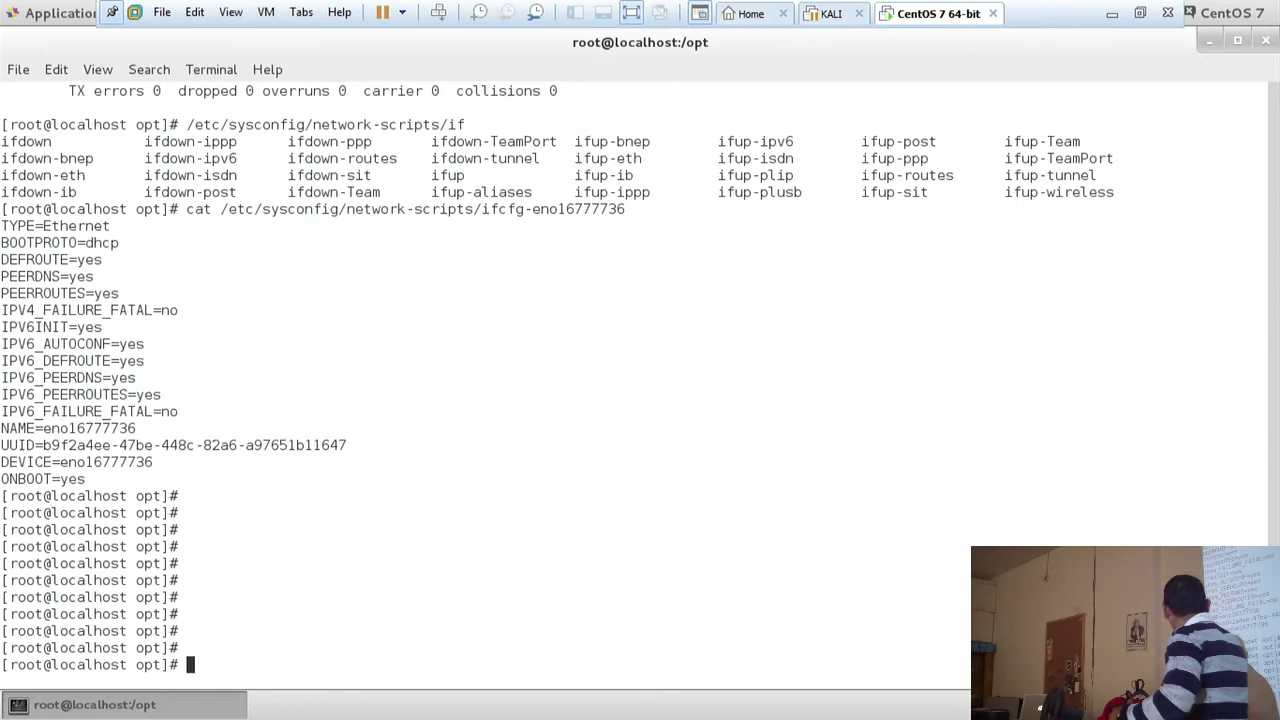 Application File Edit View VM Tabs Help Home KALI CentOS 7 64-bit CentOS 7
root@localhost:/opt
File Edit View Search Terminal Help
TX errors 0  dropped 0 overruns 0  carrier 0  collisions 0
[root@localhost opt]# /etc/sysconfig/network-scripts/if
ifdown ifdown-ippp ifdown-ppp ifdown-TeamPort ifup-bnep ifup-ipv6 ifup-post ifup-Team
ifdown-bnep ifdown-ipv6 ifdown-routes ifdown-tunnel ifup-eth ifup-isdn ifup-ppp ifup-TeamPort
ifdown-eth ifdown-isdn ifdown-sit ifup ifup-ib ifup-plip ifup-routes ifup-tunnel
ifdown-ib ifdown-post ifdown-Team ifup-aliases ifup-ippp ifup-plusb ifup-sit ifup-wireless
[root@localhost opt]# cat /etc/sysconfig/network-scripts/ifcfg-eno16777736
TYPE=Ethernet
BOOTPROTO=dhcp
DEFROUTE=yes
PEERDNS=yes
PEERROUTES=yes
IPV4_FAILURE_FATAL=no
IPV6INIT=yes
IPV6_AUTOCONF=yes
IPV6_DEFROUTE=yes
IPV6_PEERDNS=yes
IPV6_PEERROUTES=yes
IPV6_FAILURE_FATAL=no
NAME=eno16777736
UUID=b9f2a4ee-47be-448c-82a6-a97651b11647
DEVICE=eno16777736
ONBOOT=yes
[root@localhost opt]#
[root@localhost opt]#
[root@localhost opt]#
[root@localhost opt]#
[root@localhost opt]#
[root@localhost opt]#
[root@localhost opt]#
[root@localhost opt]#
[root@localhost opt]#
[root@localhost opt]#
[root@localhost opt]#
root@localhost:/opt